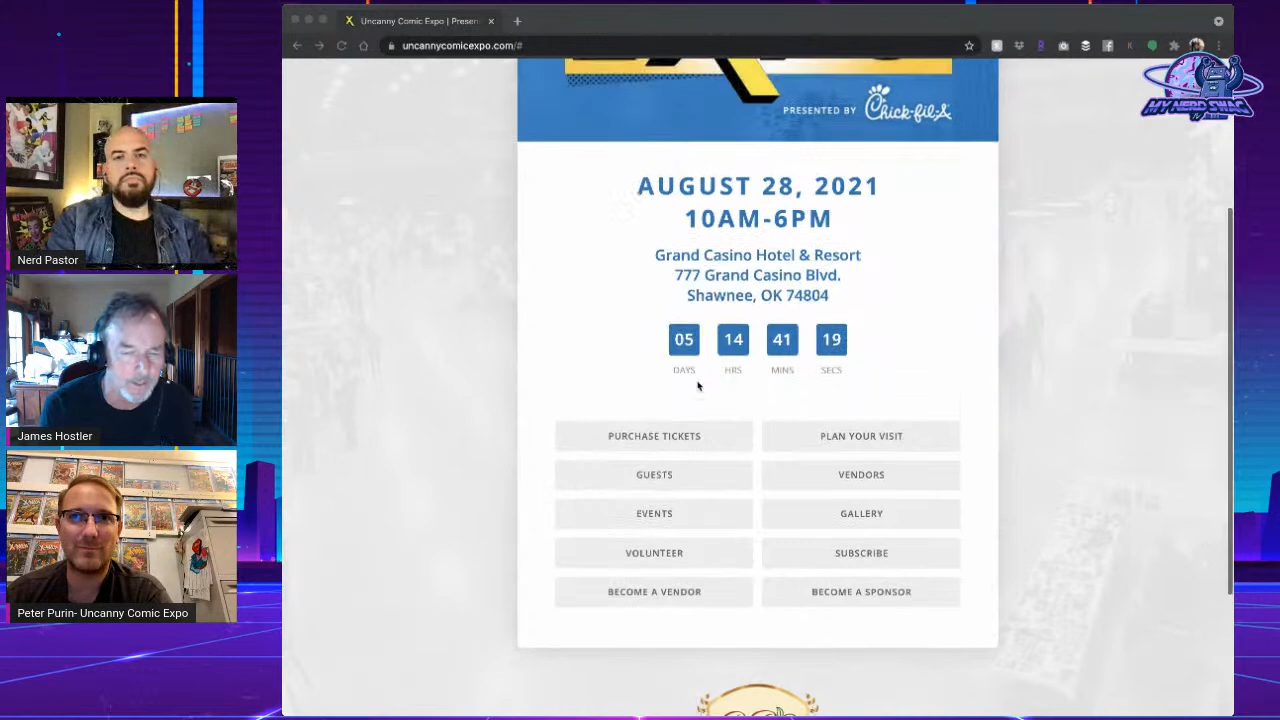 Uncanny Comic Expo | Presen
uncannycomicexpo.com/#
MY NERD SWAG
TV
PRESENTED BY Chick-fil-A
AUGUST 28, 2021
10AM-6PM
Grand Casino Hotel & Resort
777 Grand Casino Blvd.
Shawnee, OK 74804
05 14 41 19
DAYS HRS MINS SECS
PURCHASE TICKETS PLAN YOUR VISIT
GUESTS VENDORS
EVENTS GALLERY
VOLUNTEER SUBSCRIBE
BECOME A VENDOR BECOME A SPONSOR
Nerd Pastor
James Hostler
X-MEN
Peter Purin- Uncanny Comic Expo